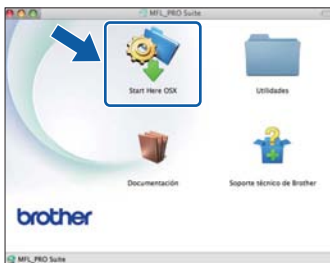 MFL_PRO Suite
Start Here OSX
Utilidades
Documentación
Soporte técnico de Brother
brother
MFL_PRO Suite